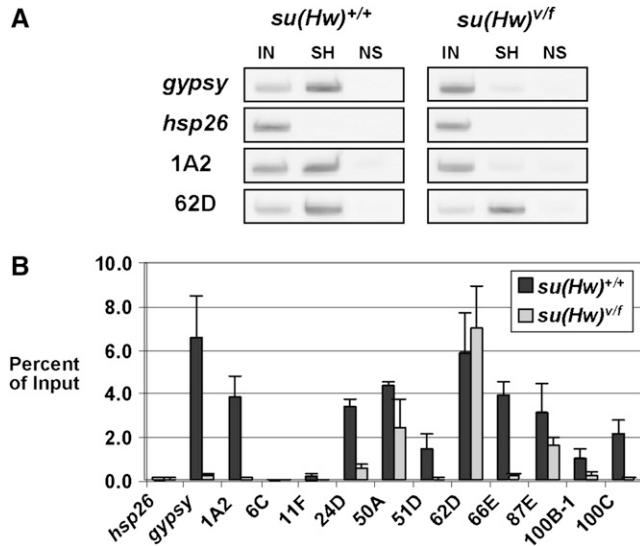 A
su(Hw)+/+ su(Hw)v/f
IN SH NS IN SH NS
gypsy
hsp26
1A2
62D
B
10.0
8.0
6.0
4.0
2.0
0.0
Percent
of Input
su(Hw)+/+
su(Hw)v/f
hsp26 gypsy 1A2 6C 11F 24D 50A 51D 62D 66E 87E 100B-1 100C